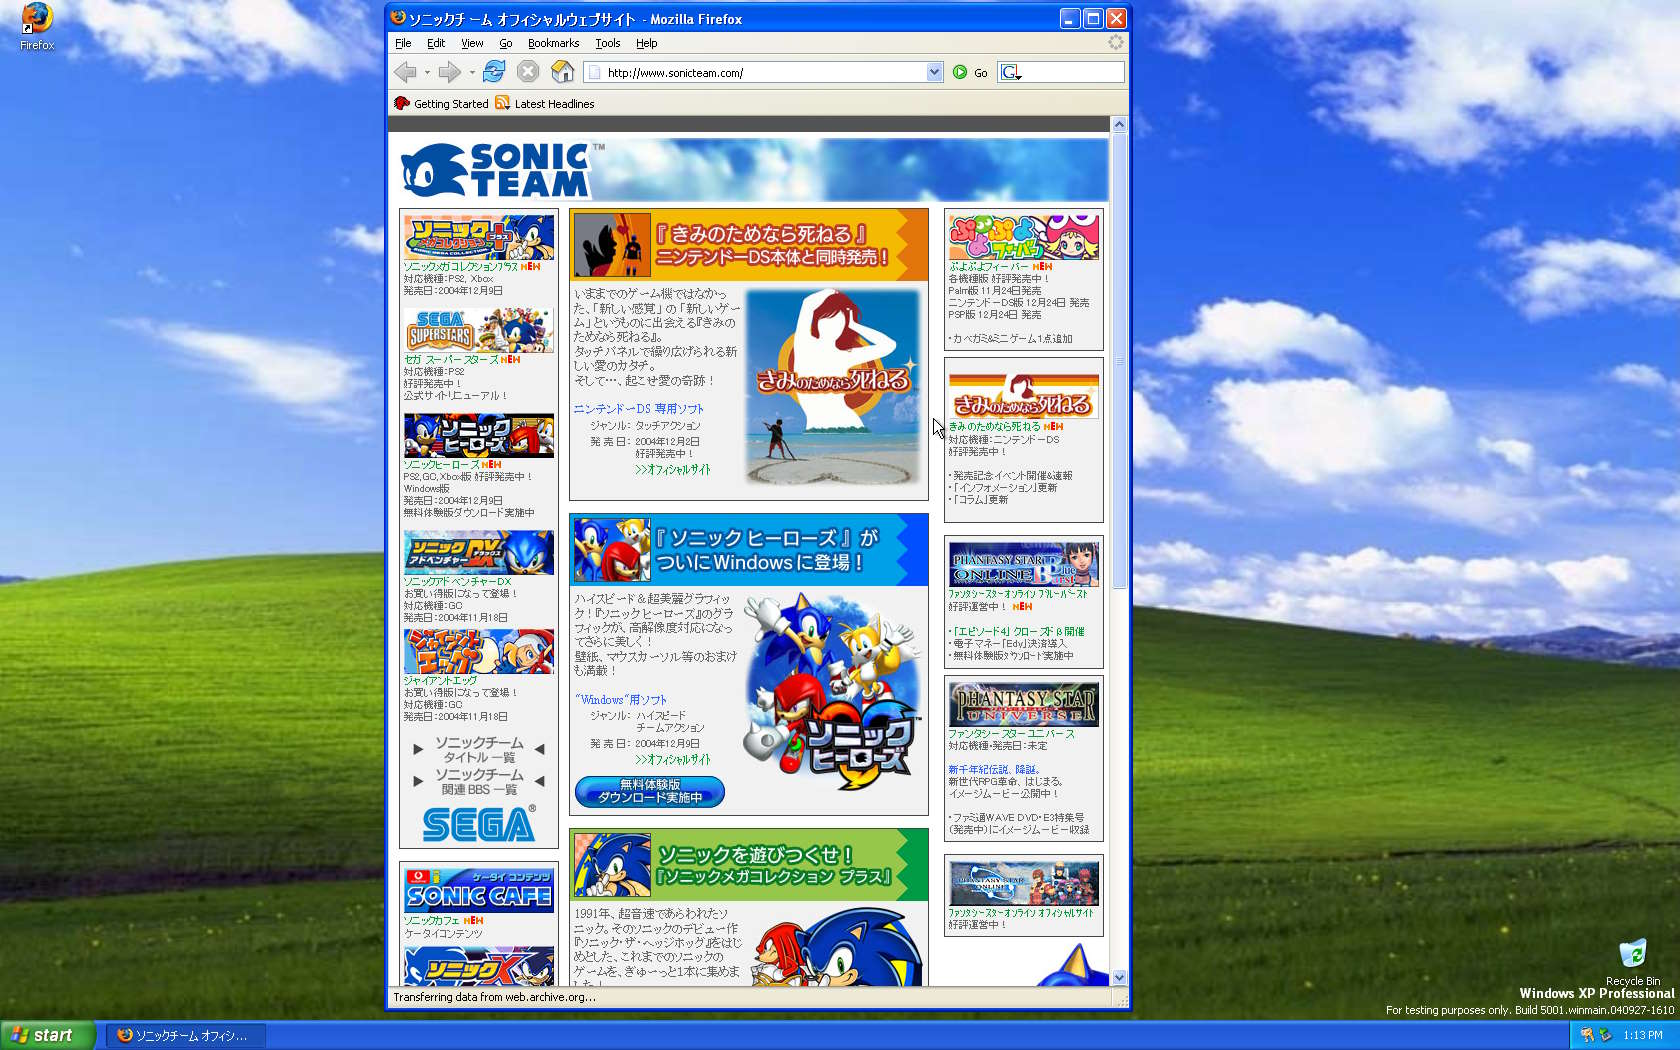 Firefox
ソニックチーム オフィシャルウェブサイト - Mozilla Firefox
File Edit View Go Bookmarks Tools Help
http://www.sonicteam.com/
Go
G
Getting Started Latest Headlines
SONIC TEAM™
ソニック
メガコレクション プラス
ソニックメガコレクションプラス NEW
対応機種:PS2, Xbox
発売日:2004年12月9日
SEGA
SUPERSTARS
セガ スーパースターズ NEW
対応機種:PS2
好評発売中!
公式サイトリニューアル!
ソニック
ヒーローズ
ソニックヒーローズ NEW
PS2,GC,Xbox版 好評発売中!
Windows版
発売日:2004年12月9日
無料体験版ダウンロード実施中
ソニック
アドベンチャー DX デラックス
ソニックアドベンチャーDX
お買い得版になって登場!
対応機種:GC
発売日:2004年11月18日
ジャイアント
エッグ
ジャイアントエッグ
お買い得版になって登場!
対応機種:GC
発売日:2004年11月18日
ソニックチーム
タイトル一覧
ソニックチーム
関連BBS一覧
SEGA®
ケータイコンテンツ
SONIC CAFE
ソニックカフェ NEW
ケータイコンテンツ
ソニックX
『きみのためなら死ねる』
ニンテンドーDS本体と同時発売!
いままでのゲーム機ではなかっ
た、「新しい感覚」の「新しいゲー
ム」というものに出会える『きみの
ためなら死ねる』。
タッチパネルで繰り広げられる新
しい愛のカタチ。
そして…、起こせ愛の奇跡!
ニンテンドーDS 専用ソフト
ジャンル: タッチアクション
発売日: 2004年12月2日
好評発売中!
>>オフィシャルサイト
きみのためなら死ねる
『ソニック ヒーローズ』が
ついにWindowsに登場!
ハイスピード&超美麗グラフィッ
ク!『ソニック ヒーローズ』のグラ
フィックが、高解像度対応になっ
てさらに美しく!
壁紙、マウスカーソル等のおまけ
も満載!
"Windows"用ソフト
ジャンル: ハイスピード
チームアクション
発売日: 2004年12月9日
>>オフィシャルサイト
無料体験版
ダウンロード実施中
ソニック
ヒーローズ™
ソニックを遊びつくせ!
『ソニックメガコレクション プラス』
1991年、超音速であらわれたソ
ニック。そのソニックのデビュー作
『ソニック・ザ・ヘッジホッグ』をはじ
めとした、これまでのソニックの
ゲームを、ぎゅーっと1本に集めま
した!
ぷよぷよ
フィーバー
ぷよぷよフィーバー NEW
各機種版 好評発売中!
Palm版 11月24日発売
ニンテンドーDS版 12月24日 発売
PSP版 12月24日 発売
・カベガミ&ミニゲーム1点追加
きみのためなら死ねる
きみのためなら死ねる NEW
対応機種:ニンテンドーDS
好評発売中!
・発売記念イベント開催&速報
・「インフォメーション」更新
・「コラム」更新
PHANTASY STAR
ONLINE Blue Burst
ファンタシースターオンライン ブルーバースト
好評運営中! NEW
・「エピソード4」クローズドβ開催
・電子マネー「Edy」決済導入
・無料体験版ダウンロード実施中
PHANTASY STAR
UNIVERSE
ファンタシースターユニバース
対応機種・発売日:未定
新千年紀伝説、降誕。
新世代RPG革命、はじまる。
イメージムービー公開中!
・ファミ通WAVE DVD・E3特集号
(発売中)にイメージムービー収録
PHANTASY STAR
ONLINE
ファンタシースターオンライン オフィシャルサイト
好評運営中!
Transferring data from web.archive.org...
Recycle Bin
Windows XP Professional
For testing purposes only. Build 5001.winmain.040927-1610
start
ソニックチーム オフィシ...
1:13 PM